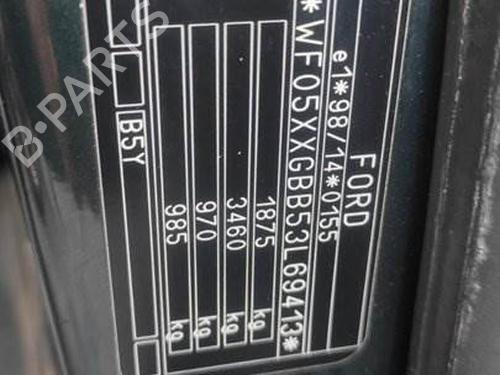 FORD
e1*98/14*0155
*WF05XXGBB53L69413*
1875 kg
3460 kg
970 kg
985 kg
B5Y
B-PARTS